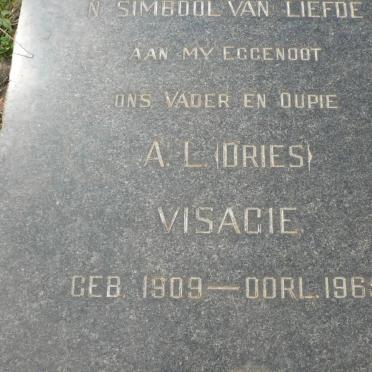 'N SIMBOOL VAN LIEFDE
AAN MY EGGENOOT
ONS VADER EN OUPIE
A. L. (DRIES)
VISAGIE
GEB. 1909 — OORL. 196